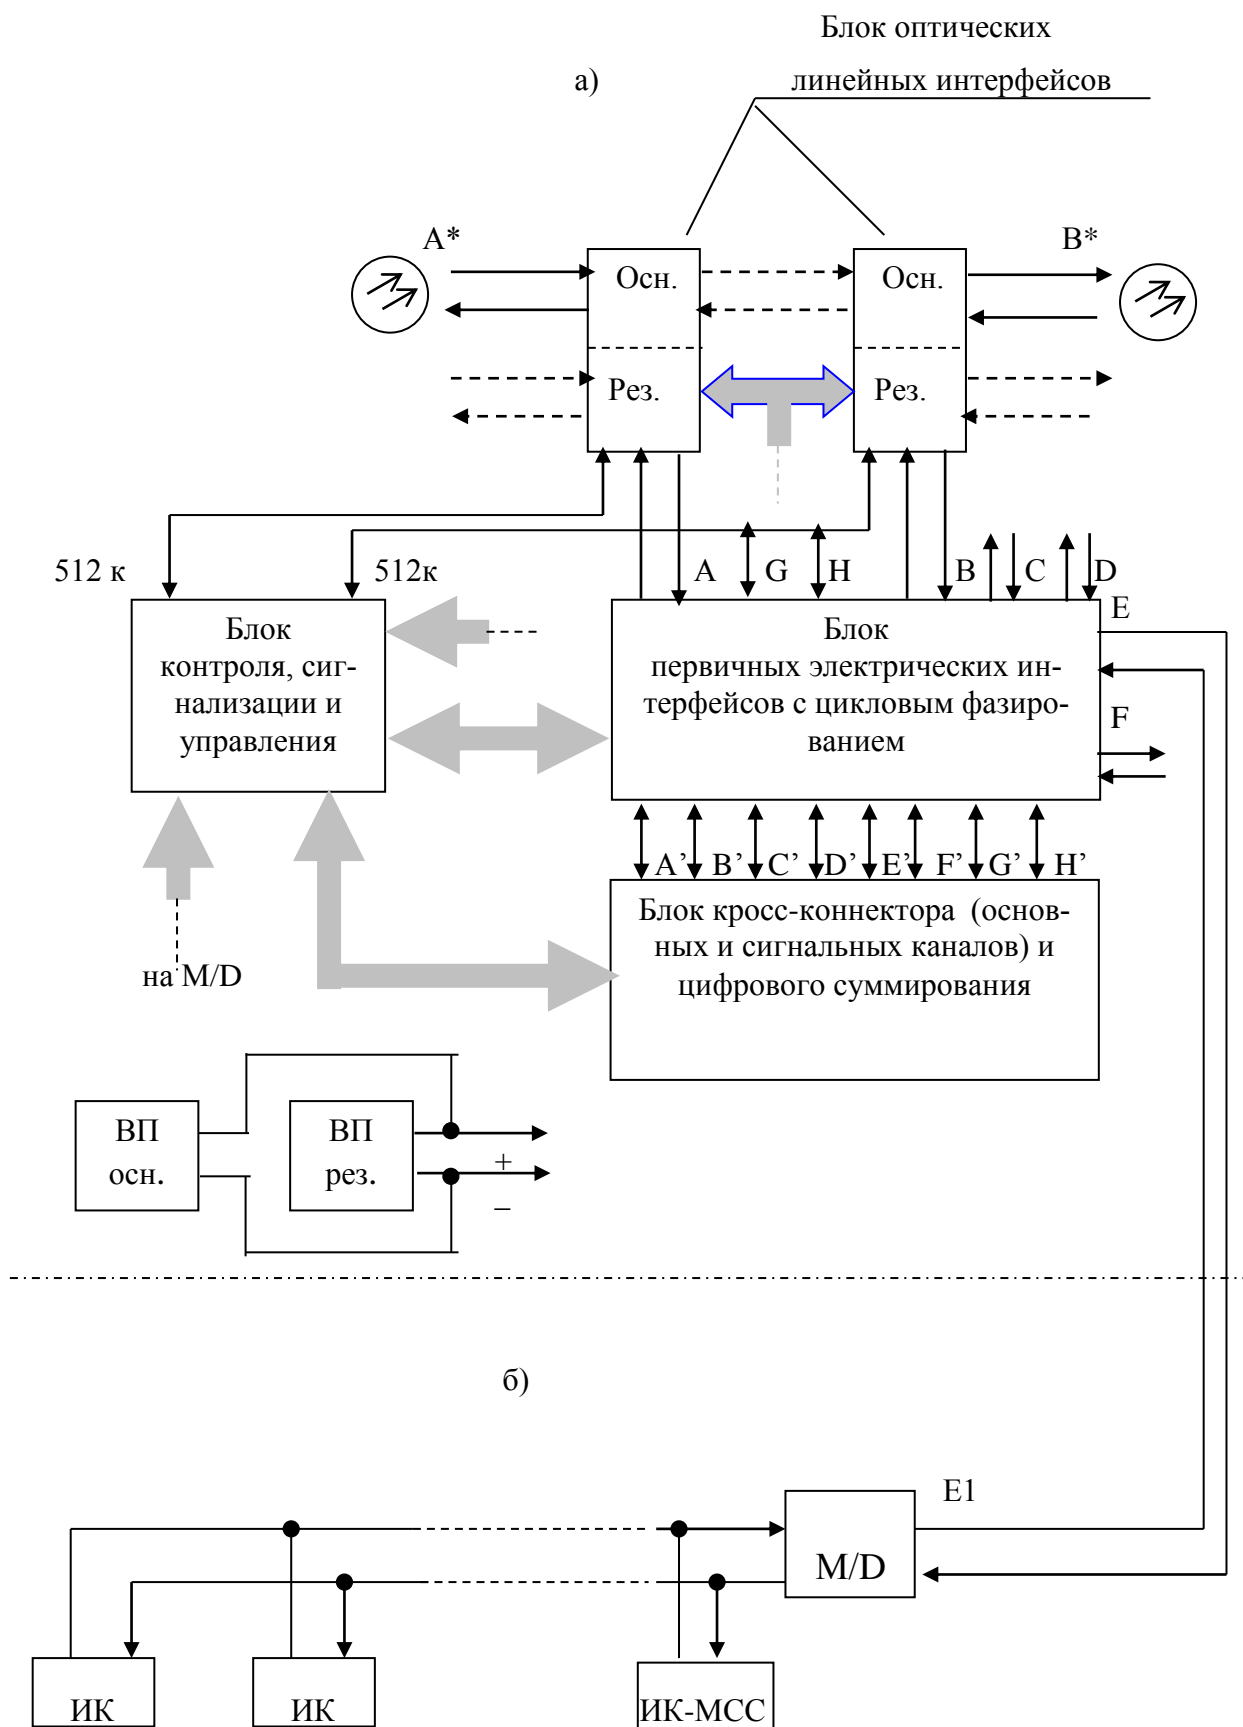 Блок оптических
а)
линейных интерфейсов
A*
B*
Осн.
Осн.
Рез.
Рез.
512 к
512к
A
G
H
B
C
D
E
Блок
контроля, сиг-
нализации и
управления
Блок
первичных электрических ин-
терфейсов с цикловым фазиро-
ванием
F
A’
B’
C’
D’
E’
F’
G’
H’
Блок кросс-коннектора (основ-
ных и сигнальных каналов) и
цифрового суммирования
на M/D
ВП
осн.
ВП
рез.
+
–
б)
E1
M/D
ИК
ИК
ИК-МСС